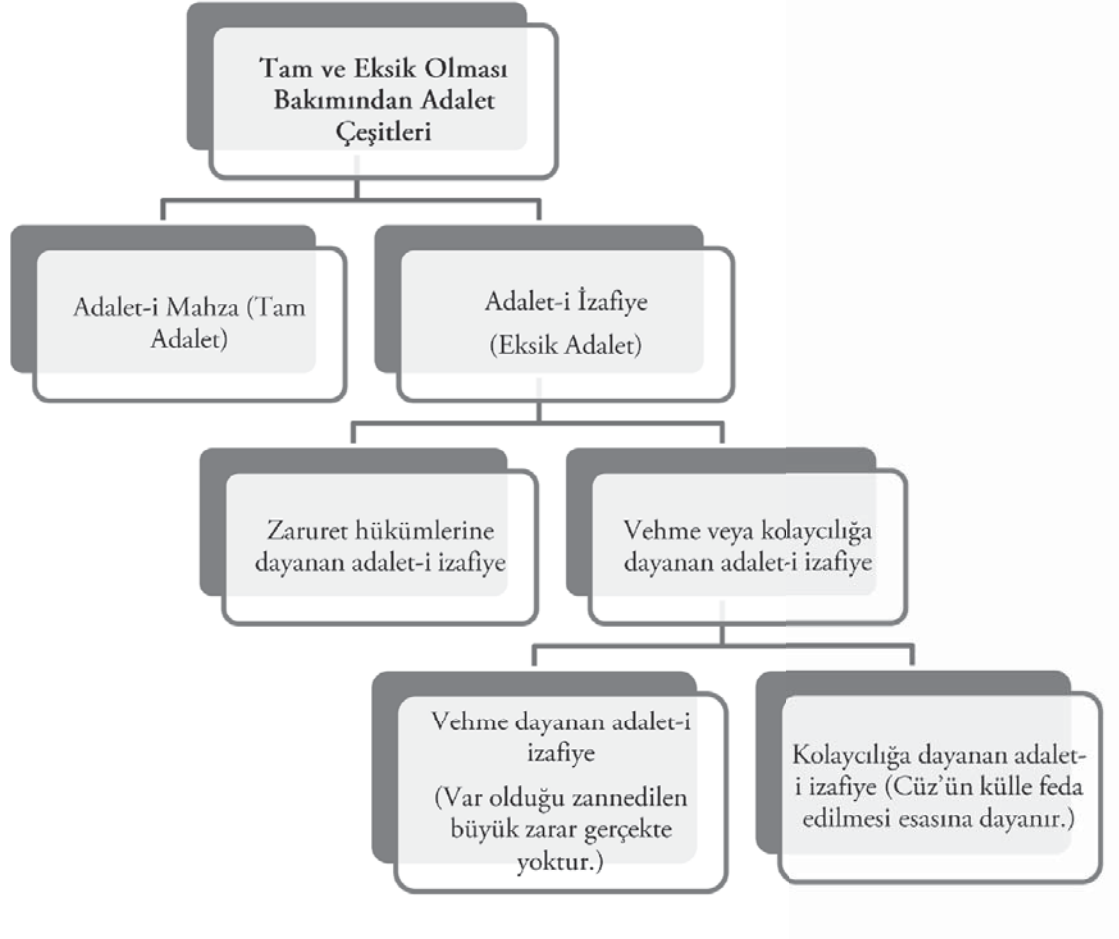 Tam ve Eksik Olması
Bakımından Adalet
Çeşitleri
Adalet-i Mahza (Tam
Adalet)
Adalet-i İzafiye
(Eksik Adalet)
Zaruret hükümlerine
dayanan adalet-i izafiye
Vehme veya kolaycılığa
dayanan adalet-i izafiye
Vehme dayanan adalet-i
izafiye
(Var olduğu zannedilen
büyük zarar gerçekte
yoktur.)
Kolaycılığa dayanan adalet-
i izafiye (Cüz’ün külle feda
edilmesi esasına dayanır.)